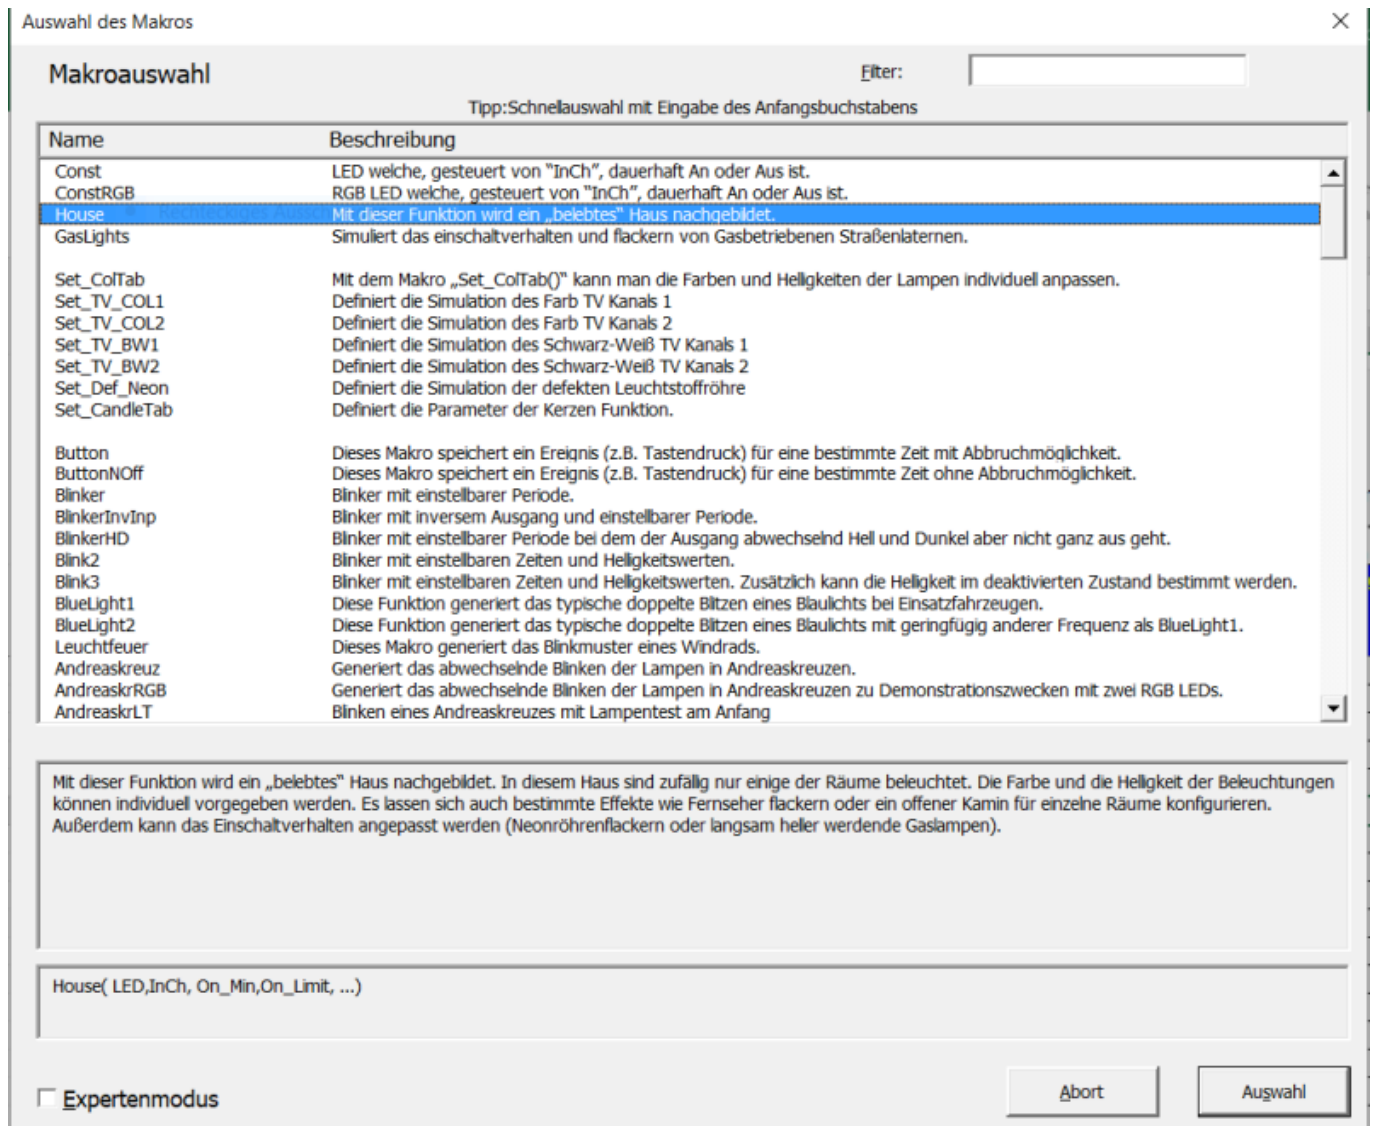 Auswahl des Makros
Makroauswahl
Filter:
Tipp:Schnellauswahl mit Eingabe des Anfangsbuchstabens
Name Beschreibung
Const LED welche, gesteuert von "InCh", dauerhaft An oder Aus ist.
ConstRGB RGB LED welche, gesteuert von "InCh", dauerhaft An oder Aus ist.
House Mit dieser Funktion wird ein „belebtes“ Haus nachgebildet.
GasLights Simuliert das einschaltverhalten und flackern von Gasbetriebenen Straßenlaternen.
Set_ColTab Mit dem Makro „Set_ColTab()“ kann man die Farben und Helligkeiten der Lampen individuell anpassen.
Set_TV_COL1 Definiert die Simulation des Farb TV Kanals 1
Set_TV_COL2 Definiert die Simulation des Farb TV Kanals 2
Set_TV_BW1 Definiert die Simulation des Schwarz-Weiß TV Kanals 1
Set_TV_BW2 Definiert die Simulation des Schwarz-Weiß TV Kanals 2
Set_Def_Neon Definiert die Simulation der defekten Leuchtstoffröhre
Set_CandleTab Definiert die Parameter der Kerzen Funktion.
Button Dieses Makro speichert ein Ereignis (z.B. Tastendruck) für eine bestimmte Zeit mit Abbruchmöglichkeit.
ButtonNOff Dieses Makro speichert ein Ereignis (z.B. Tastendruck) für eine bestimmte Zeit ohne Abbruchmöglichkeit.
Blinker Blinker mit einstellbarer Periode.
BlinkerInvInp Blinker mit inversem Ausgang und einstellbarer Periode.
BlinkerHD Blinker mit einstellbarer Periode bei dem der Ausgang abwechselnd Hell und Dunkel aber nicht ganz aus geht.
Blink2 Blinker mit einstellbaren Zeiten und Helligkeitswerten.
Blink3 Blinker mit einstellbaren Zeiten und Helligkeitswerten. Zusätzlich kann die Helligkeit im deaktivierten Zustand bestimmt werden.
BlueLight1 Diese Funktion generiert das typische doppelte Blitzen eines Blaulichts bei Einsatzfahrzeugen.
BlueLight2 Diese Funktion generiert das typische doppelte Blitzen eines Blaulichts mit geringfügig anderer Frequenz als BlueLight1.
Leuchtfeuer Dieses Makro generiert das Blinkmuster eines Windrads.
Andreaskreuz Generiert das abwechselnde Blinken der Lampen in Andreaskreuzen.
AndreaskrRGB Generiert das abwechselnde Blinken der Lampen in Andreaskreuzen zu Demonstrationszwecken mit zwei RGB LEDs.
AndreaskrLT Blinken eines Andreaskreuzes mit Lampentest am Anfang
Mit dieser Funktion wird ein „belebtes“ Haus nachgebildet. In diesem Haus sind zufällig nur einige der Räume beleuchtet. Die Farbe und die Helligkeit der Beleuchtungen
können individuell vorgegeben werden. Es lassen sich auch bestimmte Effekte wie Fernseher flackern oder ein offener Kamin für einzelne Räume konfigurieren.
Außerdem kann das Einschaltverhalten angepasst werden (Neonröhrenflackern oder langsam heller werdende Gaslampen).
House( LED,InCh, On_Min,On_Limit, ...)
Expertenmodus
Abort
Auswahl